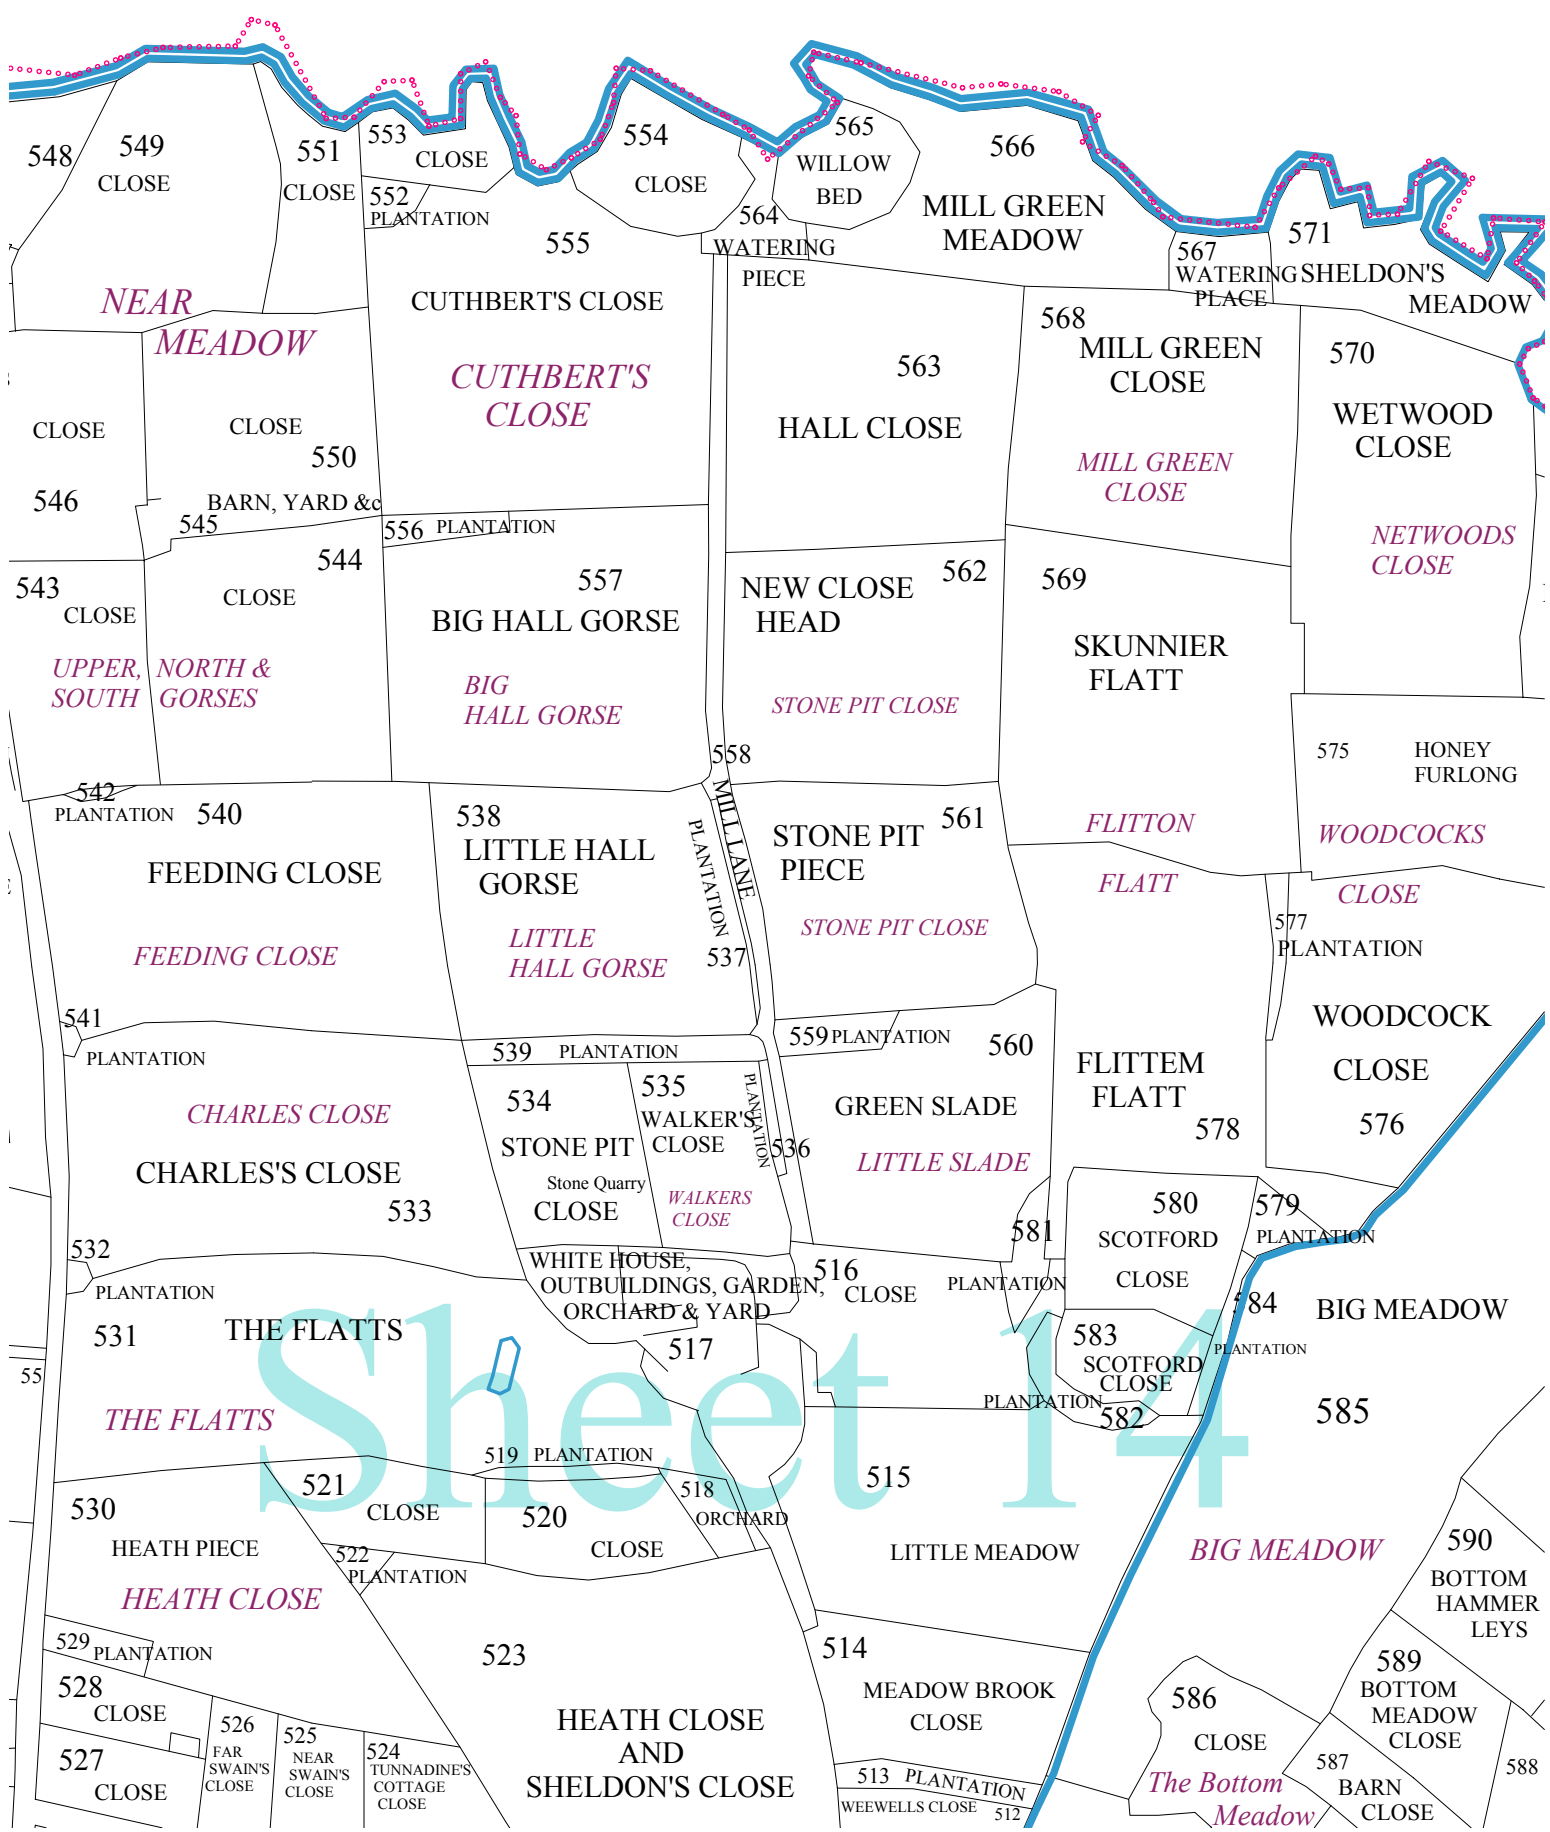 548
549
CLOSE
551
CLOSE
553
CLOSE
552
PLANTATION
554
CLOSE
555
CUTHBERT'S CLOSE
CUTHBERT'S
CLOSE
564
WATERING
PIECE
565
WILLOW
BED
566
MILL GREEN
MEADOW
567
WATERING
PLACE
571
SHELDON'S
MEADOW
NEAR
MEADOW
CLOSE
546
CLOSE
550
BARN, YARD &c
545
563
HALL CLOSE
568
MILL GREEN
CLOSE
MILL GREEN
CLOSE
570
WETWOOD
CLOSE
NETWOODS
CLOSE
543
CLOSE
544
CLOSE
UPPER, NORTH &
SOUTH GORSES
556 PLANTATION
557
BIG HALL GORSE
BIG
HALL GORSE
562
NEW CLOSE
HEAD
STONE PIT CLOSE
569
SKUNNIER
FLATT
FLITTON
FLATT
575
HONEY
FURLONG
WOODCOCKS
CLOSE
558
MILL LANE
PLANTATION
537
542
PLANTATION
540
FEEDING CLOSE
FEEDING CLOSE
538
LITTLE HALL
GORSE
LITTLE
HALL GORSE
561
STONE PIT
PIECE
STONE PIT CLOSE
577
PLANTATION
WOODCOCK
CLOSE
576
541
PLANTATION
CHARLES CLOSE
CHARLES'S CLOSE
533
539 PLANTATION
534
STONE PIT
Stone Quarry
CLOSE
535
WALKER'S
CLOSE
WALKERS
CLOSE
PLANTATION
536
559 PLANTATION
560
GREEN SLADE
LITTLE SLADE
FLITTEM
FLATT
578
532
PLANTATION
531
THE FLATTS
THE FLATTS
WHITE HOUSE,
OUTBUILDINGS, GARDEN,
ORCHARD & YARD
517
516
CLOSE
581
PLANTATION
580
SCOTFORD
CLOSE
579
PLANTATION
583
SCOTFORD
CLOSE
584
PLANTATION
PLANTATION
582
BIG MEADOW
585
BIG MEADOW
55
Sheet 14
519 PLANTATION
521
CLOSE
520
CLOSE
518
ORCHARD
515
LITTLE MEADOW
530
HEATH PIECE
HEATH CLOSE
522
PLANTATION
590
BOTTOM
HAMMER
LEYS
529
PLANTATION
528
CLOSE
527
CLOSE
526
FAR
SWAIN'S
CLOSE
525
NEAR
SWAIN'S
CLOSE
524
TUNNADINE'S
COTTAGE
CLOSE
523
HEATH CLOSE
AND
SHELDON'S CLOSE
514
MEADOW BROOK
CLOSE
513 PLANTATION
WEEWELLS CLOSE 512
586
CLOSE
The Bottom
Meadow
589
BOTTOM
MEADOW
CLOSE
587
BARN
CLOSE
588